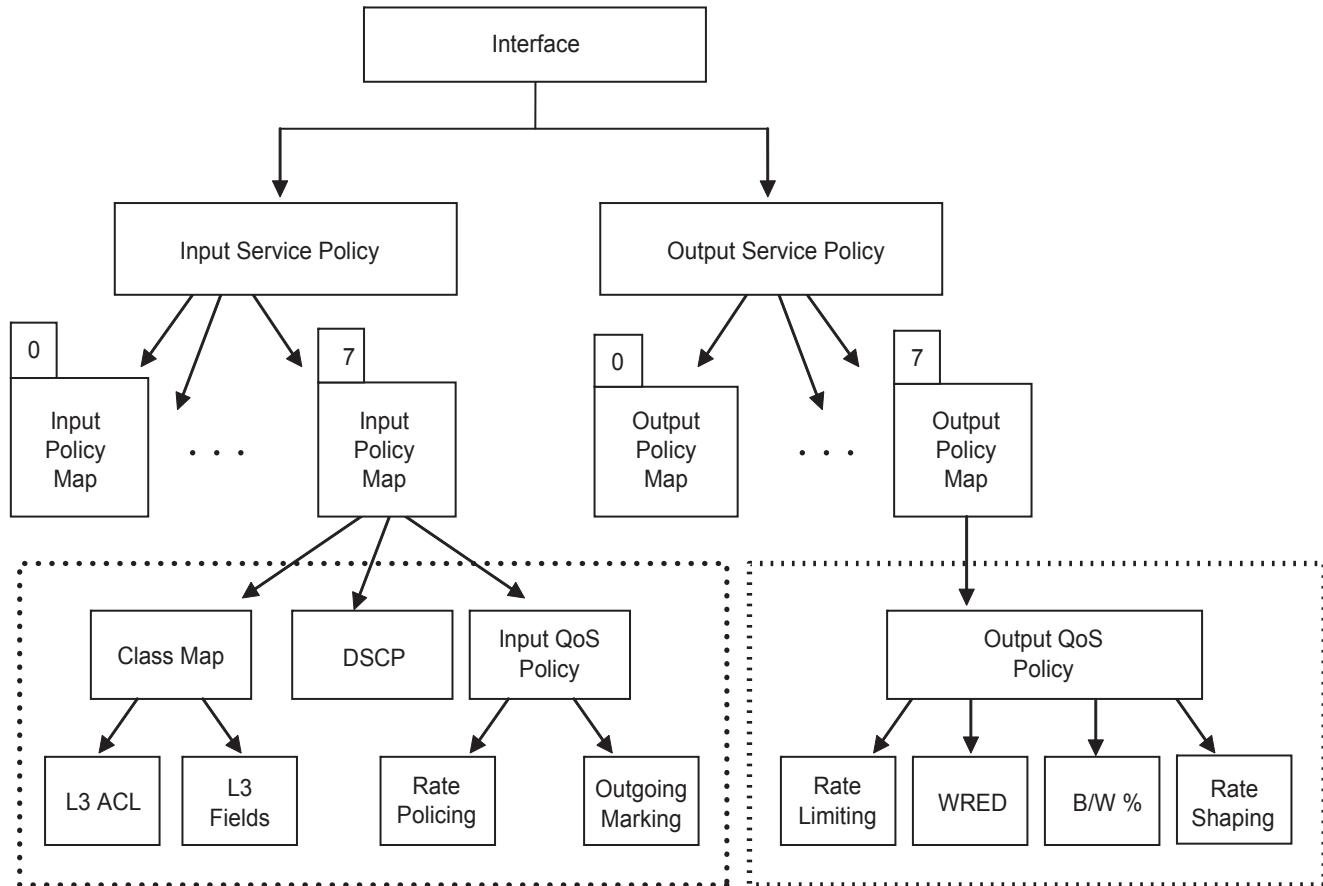 Interface
Input Service Policy
Output Service Policy
0
7
0
7
Input
Policy
Map
. . .
Input
Policy
Map
Output
Policy
Map
. . .
Output
Policy
Map
Class Map
DSCP
Input QoS
Policy
Output QoS
Policy
L3 ACL
L3
Fields
Rate
Policing
Outgoing
Marking
Rate
Limiting
WRED
B/W %
Rate
Shaping